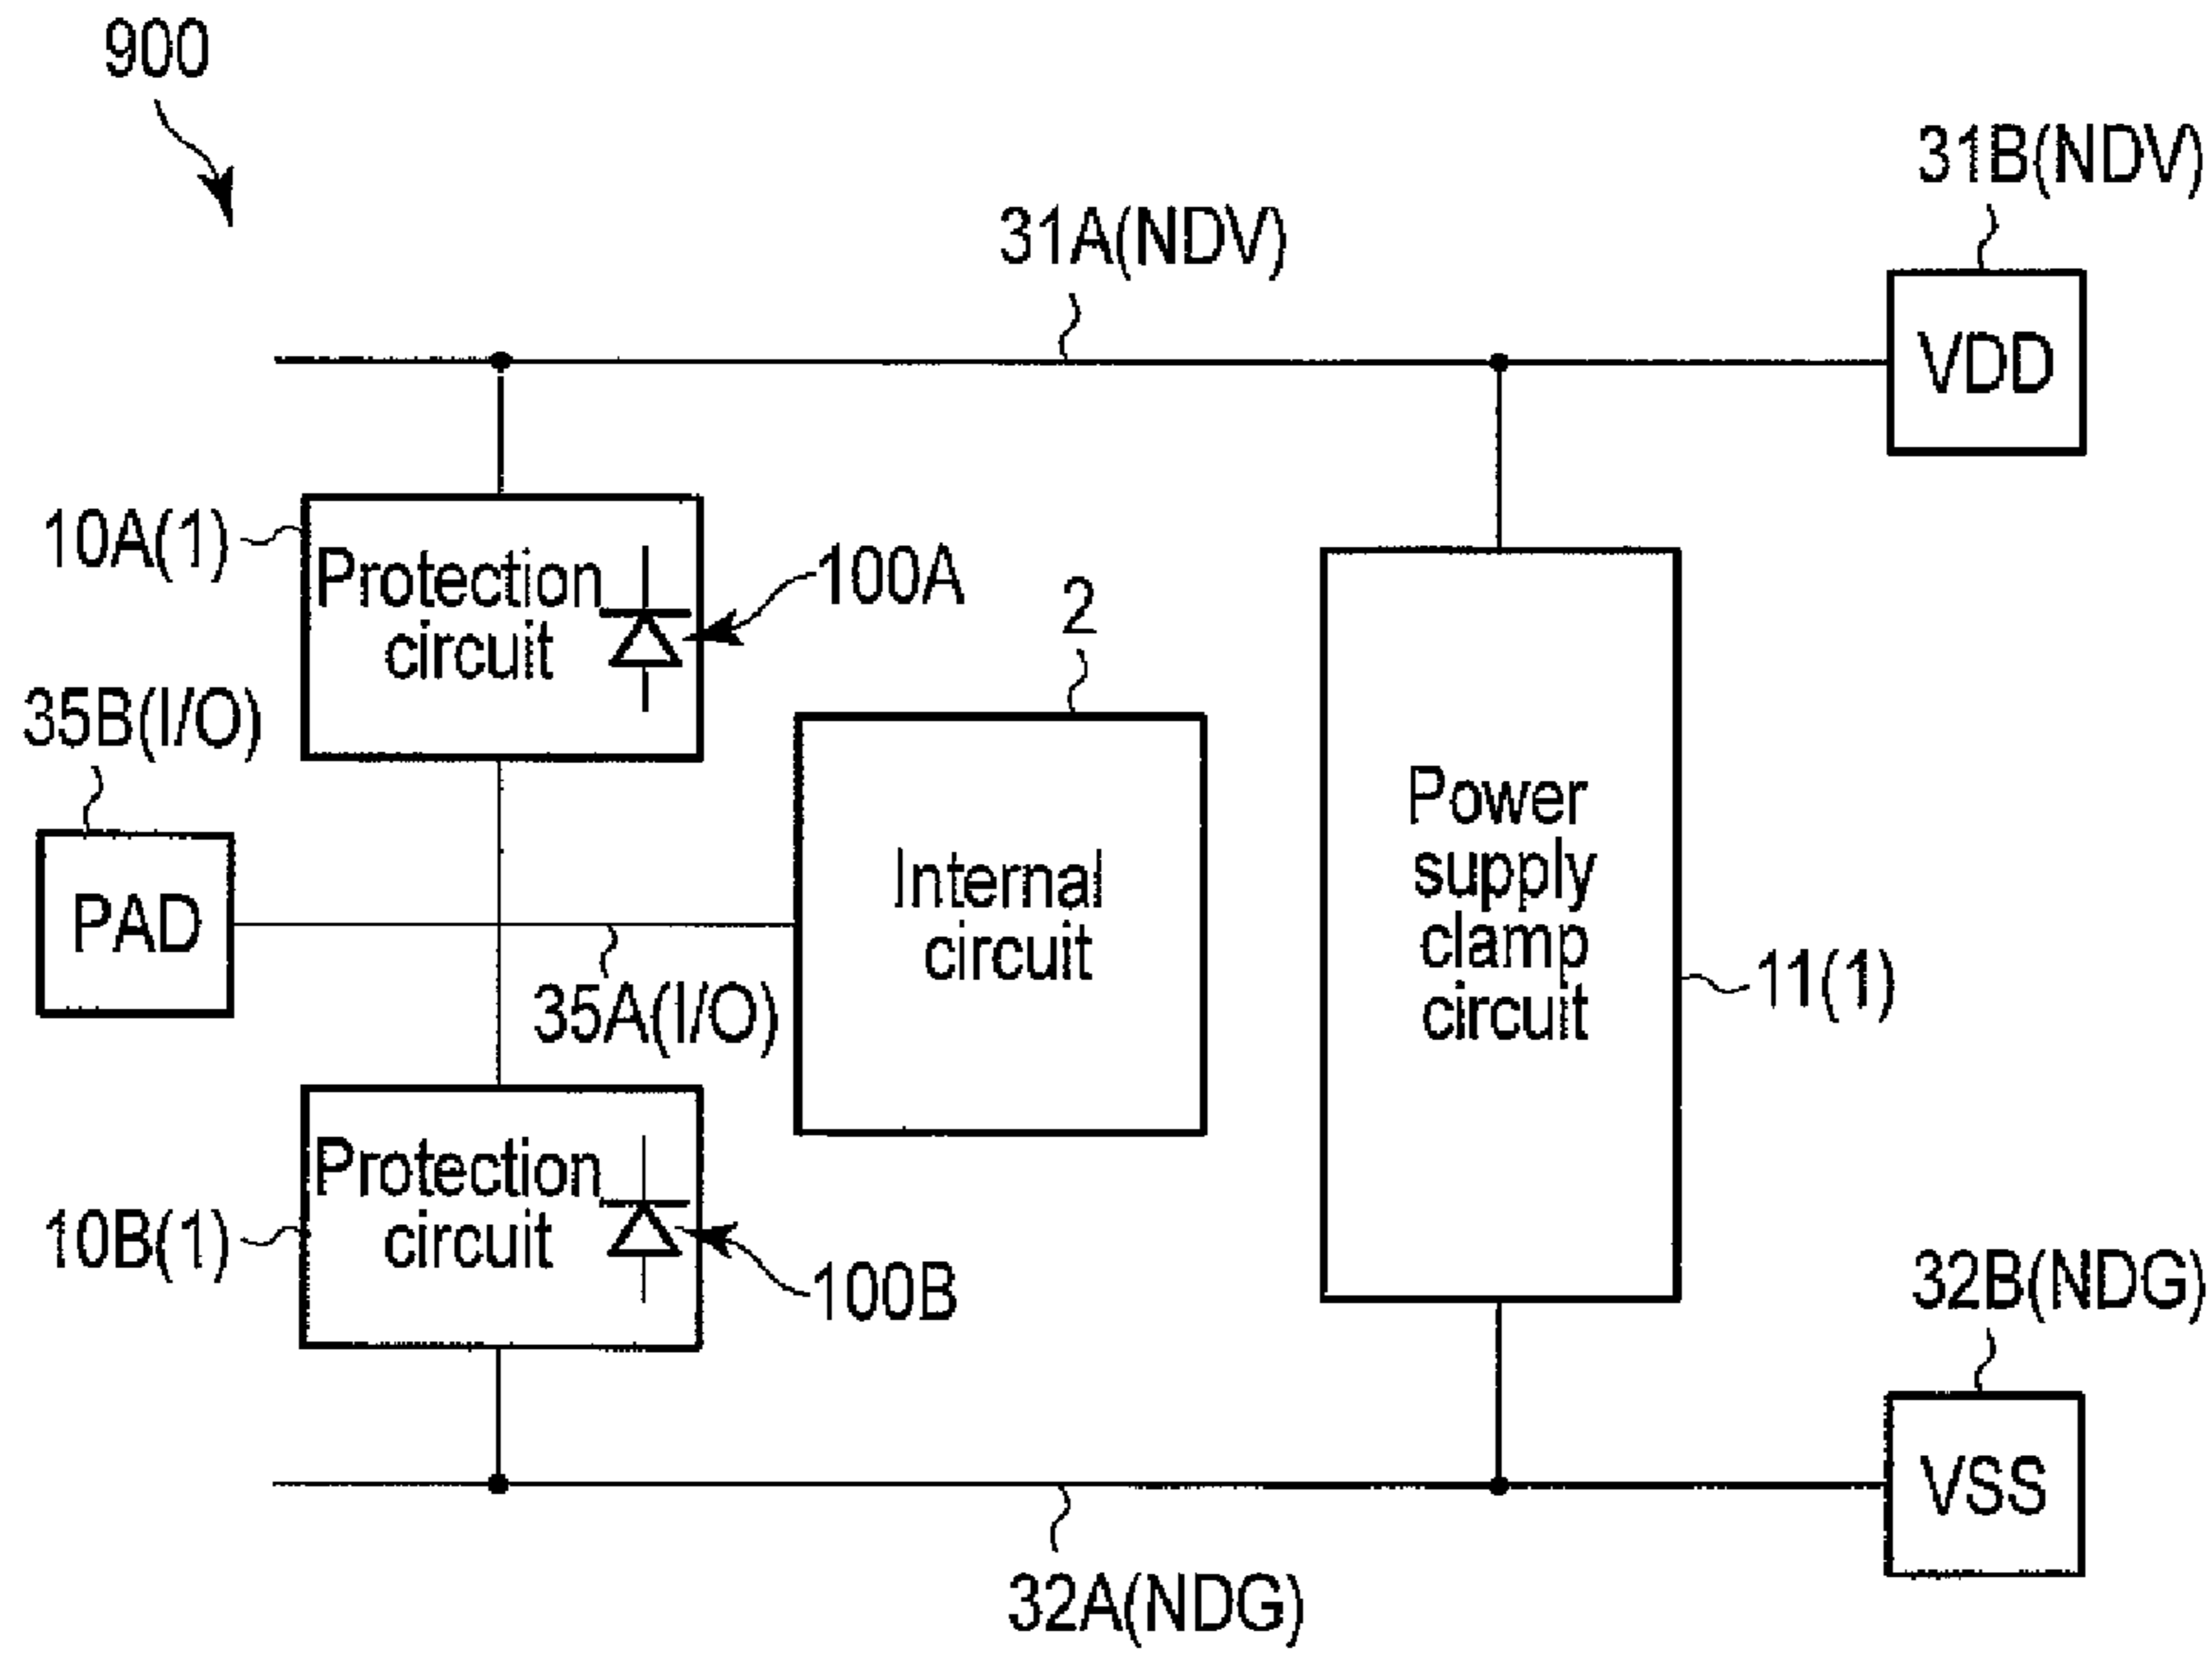 900
31B(NDV)
31A(NDV)
VDD
10A(1)
Protection
circuit
100A
2
35B(I/O)
Power
supply
clamp
circuit
Internal
circuit
PAD
35A(I/O)
11(1)
Protection
circuit
10B(1)
100B
32B(NDG)
VSS
32A(NDG)